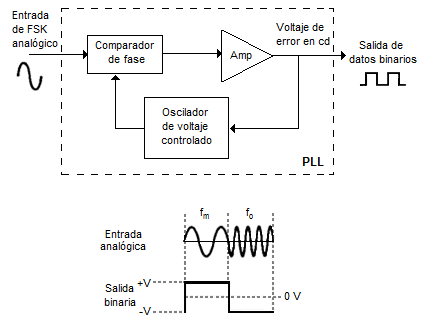 Entrada
de FSK
analógico
Comparador
de fase
Amp
Voltaje de
error en cd
Salida de
datos binarios
Oscilador
de voltaje
controlado
PLL
fm
fo
Entrada
analógica
Salida
binaria
+V
0 V
-V